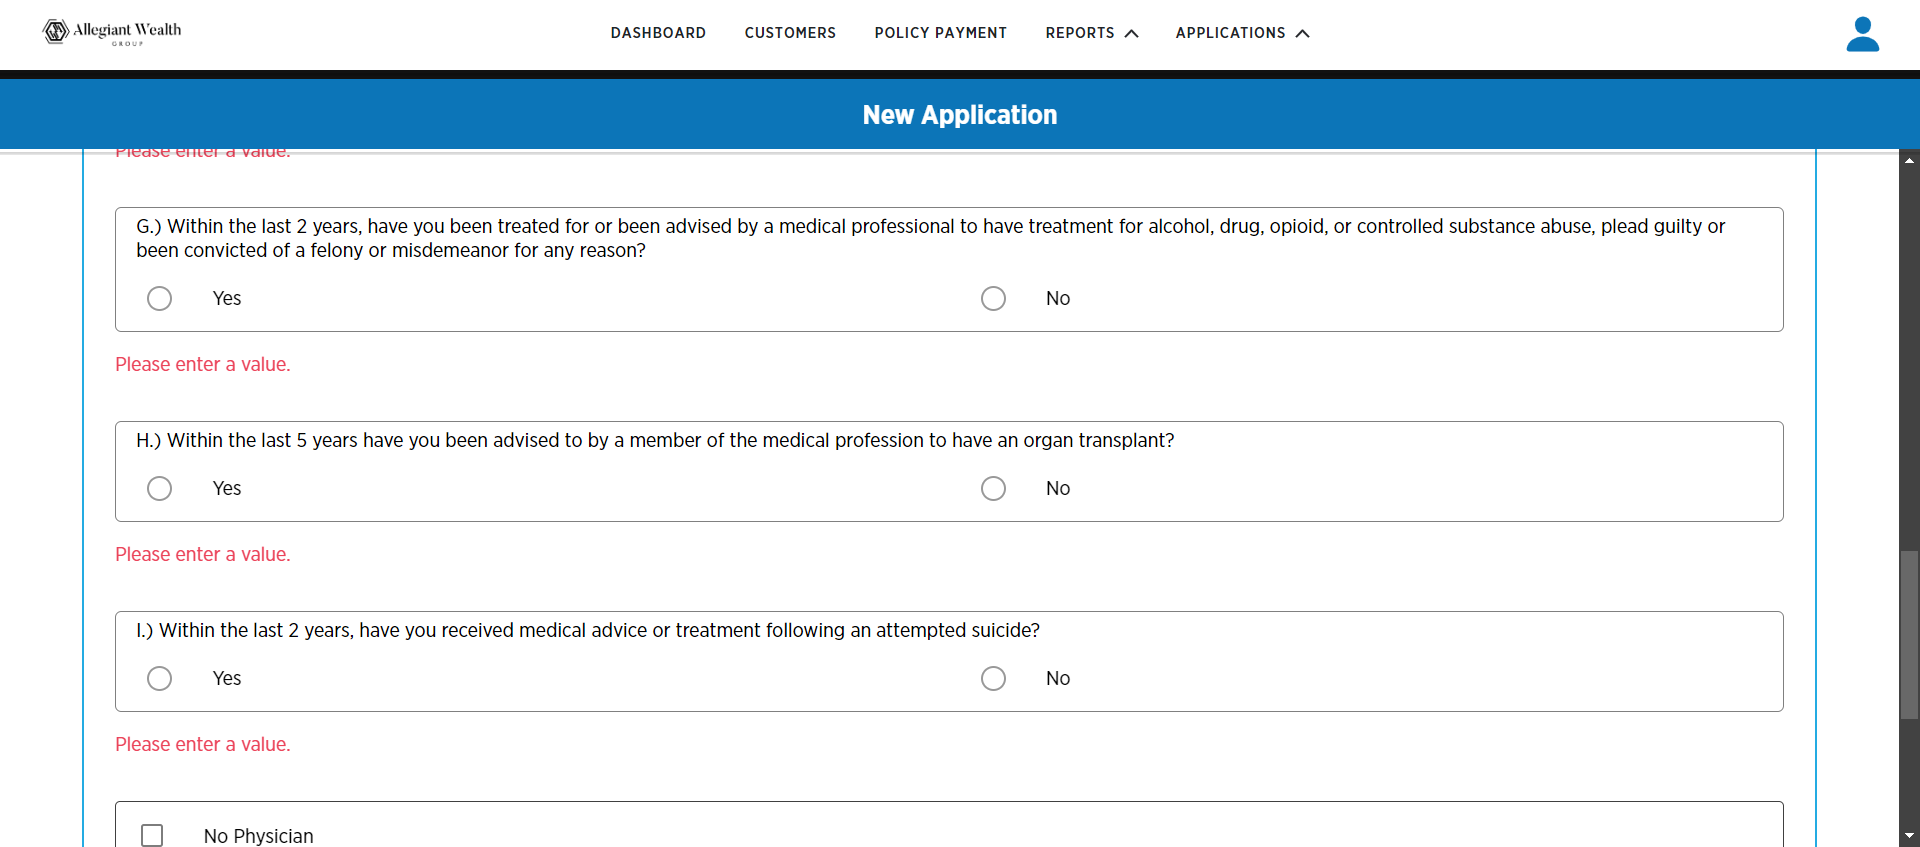 Allegiant Wealth
GROUP
DASHBOARD CUSTOMERS POLICY PAYMENT REPORTS APPLICATIONS
New Application
Please enter a value.
G.) Within the last 2 years, have you been treated for or been advised by a medical professional to have treatment for alcohol, drug, opioid, or controlled substance abuse, plead guilty or
been convicted of a felony or misdemeanor for any reason?
Yes No
Please enter a value.
H.) Within the last 5 years have you been advised to by a member of the medical profession to have an organ transplant?
Yes No
Please enter a value.
I.) Within the last 2 years, have you received medical advice or treatment following an attempted suicide?
Yes No
Please enter a value.
No Physician